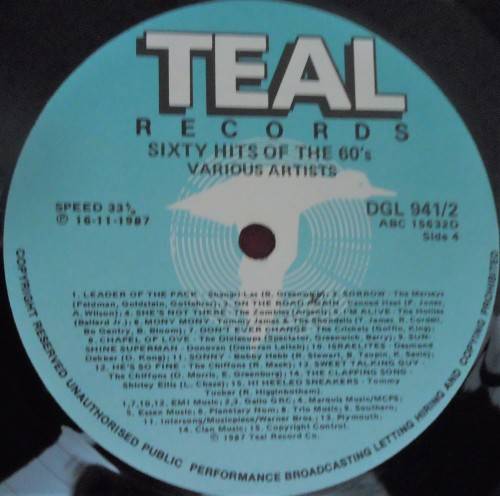 TEAL
RECORDS
SIXTY HITS OF THE 60's
VARIOUS ARTISTS
SPEED 33⅓
℗ 16-11-1987
DGL 941/2
ABC 15632D
Side 4
1. LEADER OF THE PACK - Shangri-Las (B. Greenwich). 2. SORROW - The Merseys
(Feldman, Goldstein, Gottehrer). 3. ON THE ROAD AGAIN - Canned Heat (F. Jones,
A. Wilson). 4. SHE'S NOT THERE - The Zombies (Argent). 5. I'M ALIVE - The Hollies
(Ballard Jr.). 6. MONY MONY - Tommy James & The Shondells (T. James, R. Cordell,
Bo Gentry, B. Bloom). 7. DON'T EVER CHANGE - The Crickets (Goffin, King).
8. CHAPEL OF LOVE - The Dixiecups (Spector, Greenwich, Barry). 9. SUN-
SHINE SUPERMAN - Donovan (Donovan Leitch). 10. ISRAELITES - Desmond
Dekker (D. Kong). 11. SONNY - Bobby Hebb
12. HE'S SO FINE - The Chiffons (R. Mack). 13. SWEET TALKING GUY -
The Chiffons (D. Morris, E. Greenburg). 14. THE CLAPPING SONG -
Shirley Ellis (L. Chase). 15. HI HEELED SNEAKERS - Tommy
Tucker (R. Higginbotham).
1,7,10,12, EMI Music; 2,3, Gallo GRC; 4. Marquis Music/MCPS;
5. Essex Music; 6. Planetary Nom; 8. Trio Music; 9. Southern;
11. Intersong/Musicpiece/Warner Bros.; 13. Plymouth;
14. Clan Music; 15. Copyright Control.
℗ 1987 Teal Record Co.
COPYRIGHT RESERVED UNAUTHORISED PUBLIC PERFORMANCE BROADCASTING LETTING HIRING AND COPYING PROHIBITED